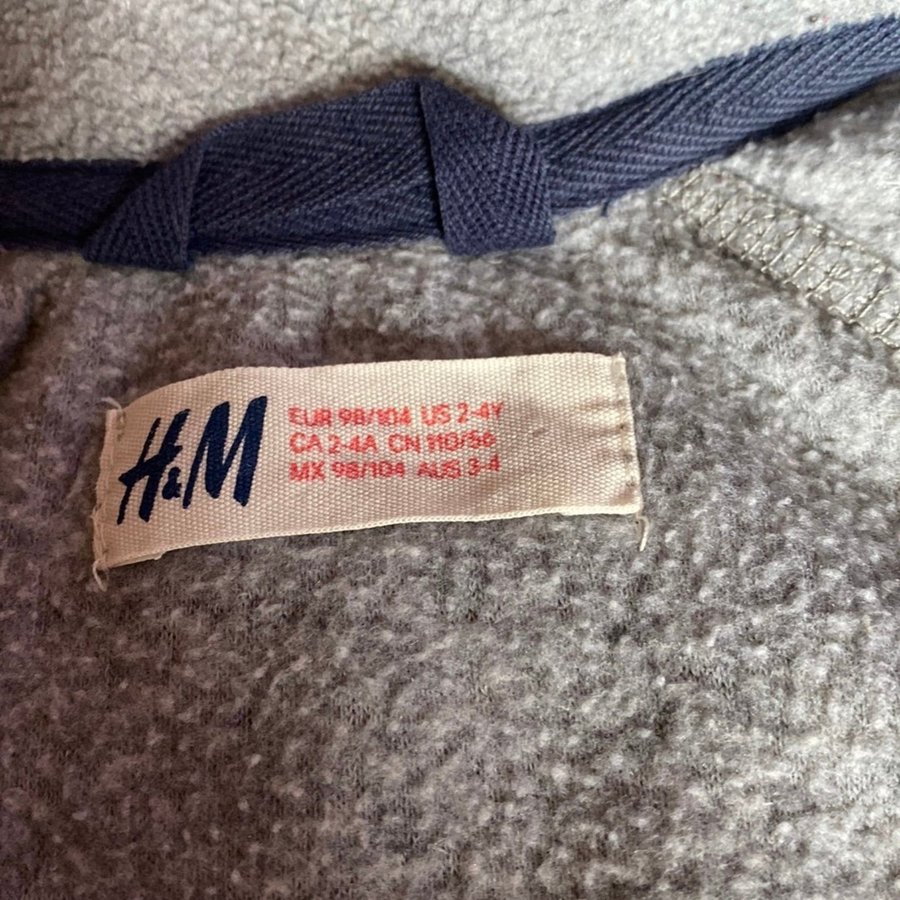 H&M
EUR 98/104 US 2-4Y
CA 2-4A CN 110/56
MX 98/104 AUS 3-4